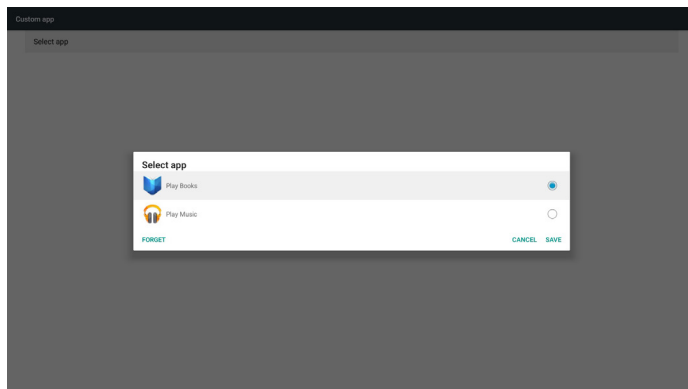 Custom app
Select app
Select app
Play Books
Play Music
FORGET CANCEL SAVE